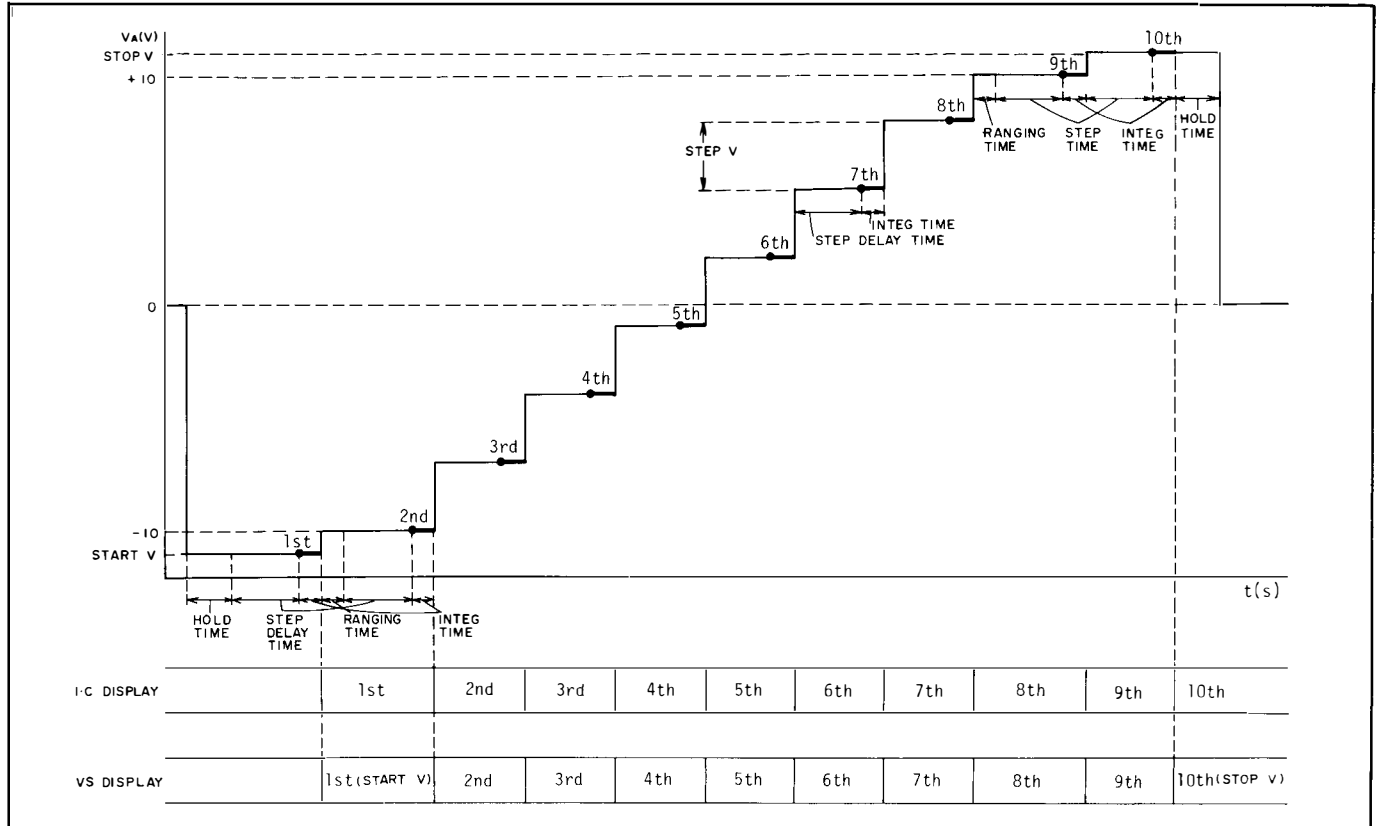 VA(V)
STOP V
+10
0
-10
START V
1st
2nd
3rd
4th
5th
6th
7th
8th
9th
10th
STEP V
INTEG TIME
STEP DELAY TIME
RANGING TIME
STEP TIME
INTEG TIME
HOLD TIME
HOLD TIME
STEP DELAY TIME
RANGING TIME
INTEG TIME
t(s)
I-C DISPLAY 1st 2nd 3rd 4th 5th 6th 7th 8th 9th 10th
VS DISPLAY 1st(START V) 2nd 3rd 4th 5th 6th 7th 8th 9th 10th(STOP V)